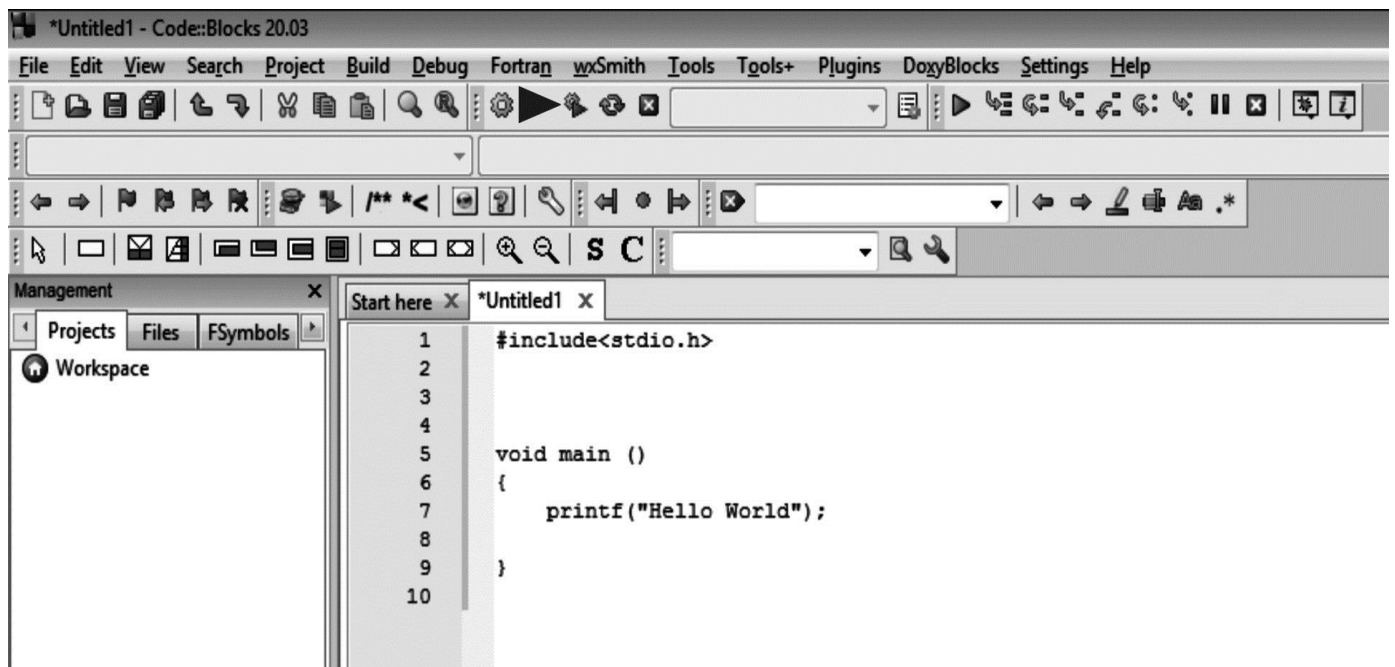 *Untitled1 - Code::Blocks 20.03
File Edit View Search Project Build Debug Fortran wxSmith Tools Tools+ Plugins DoxyBlocks Settings Help
/** *<
Aa .*
S C
Management X
Start here X *Untitled1 X
Projects Files FSymbols
Workspace
1 #include<stdio.h>
2
3
4
5 void main ()
6 {
7 printf("Hello World");
8
9 }
10